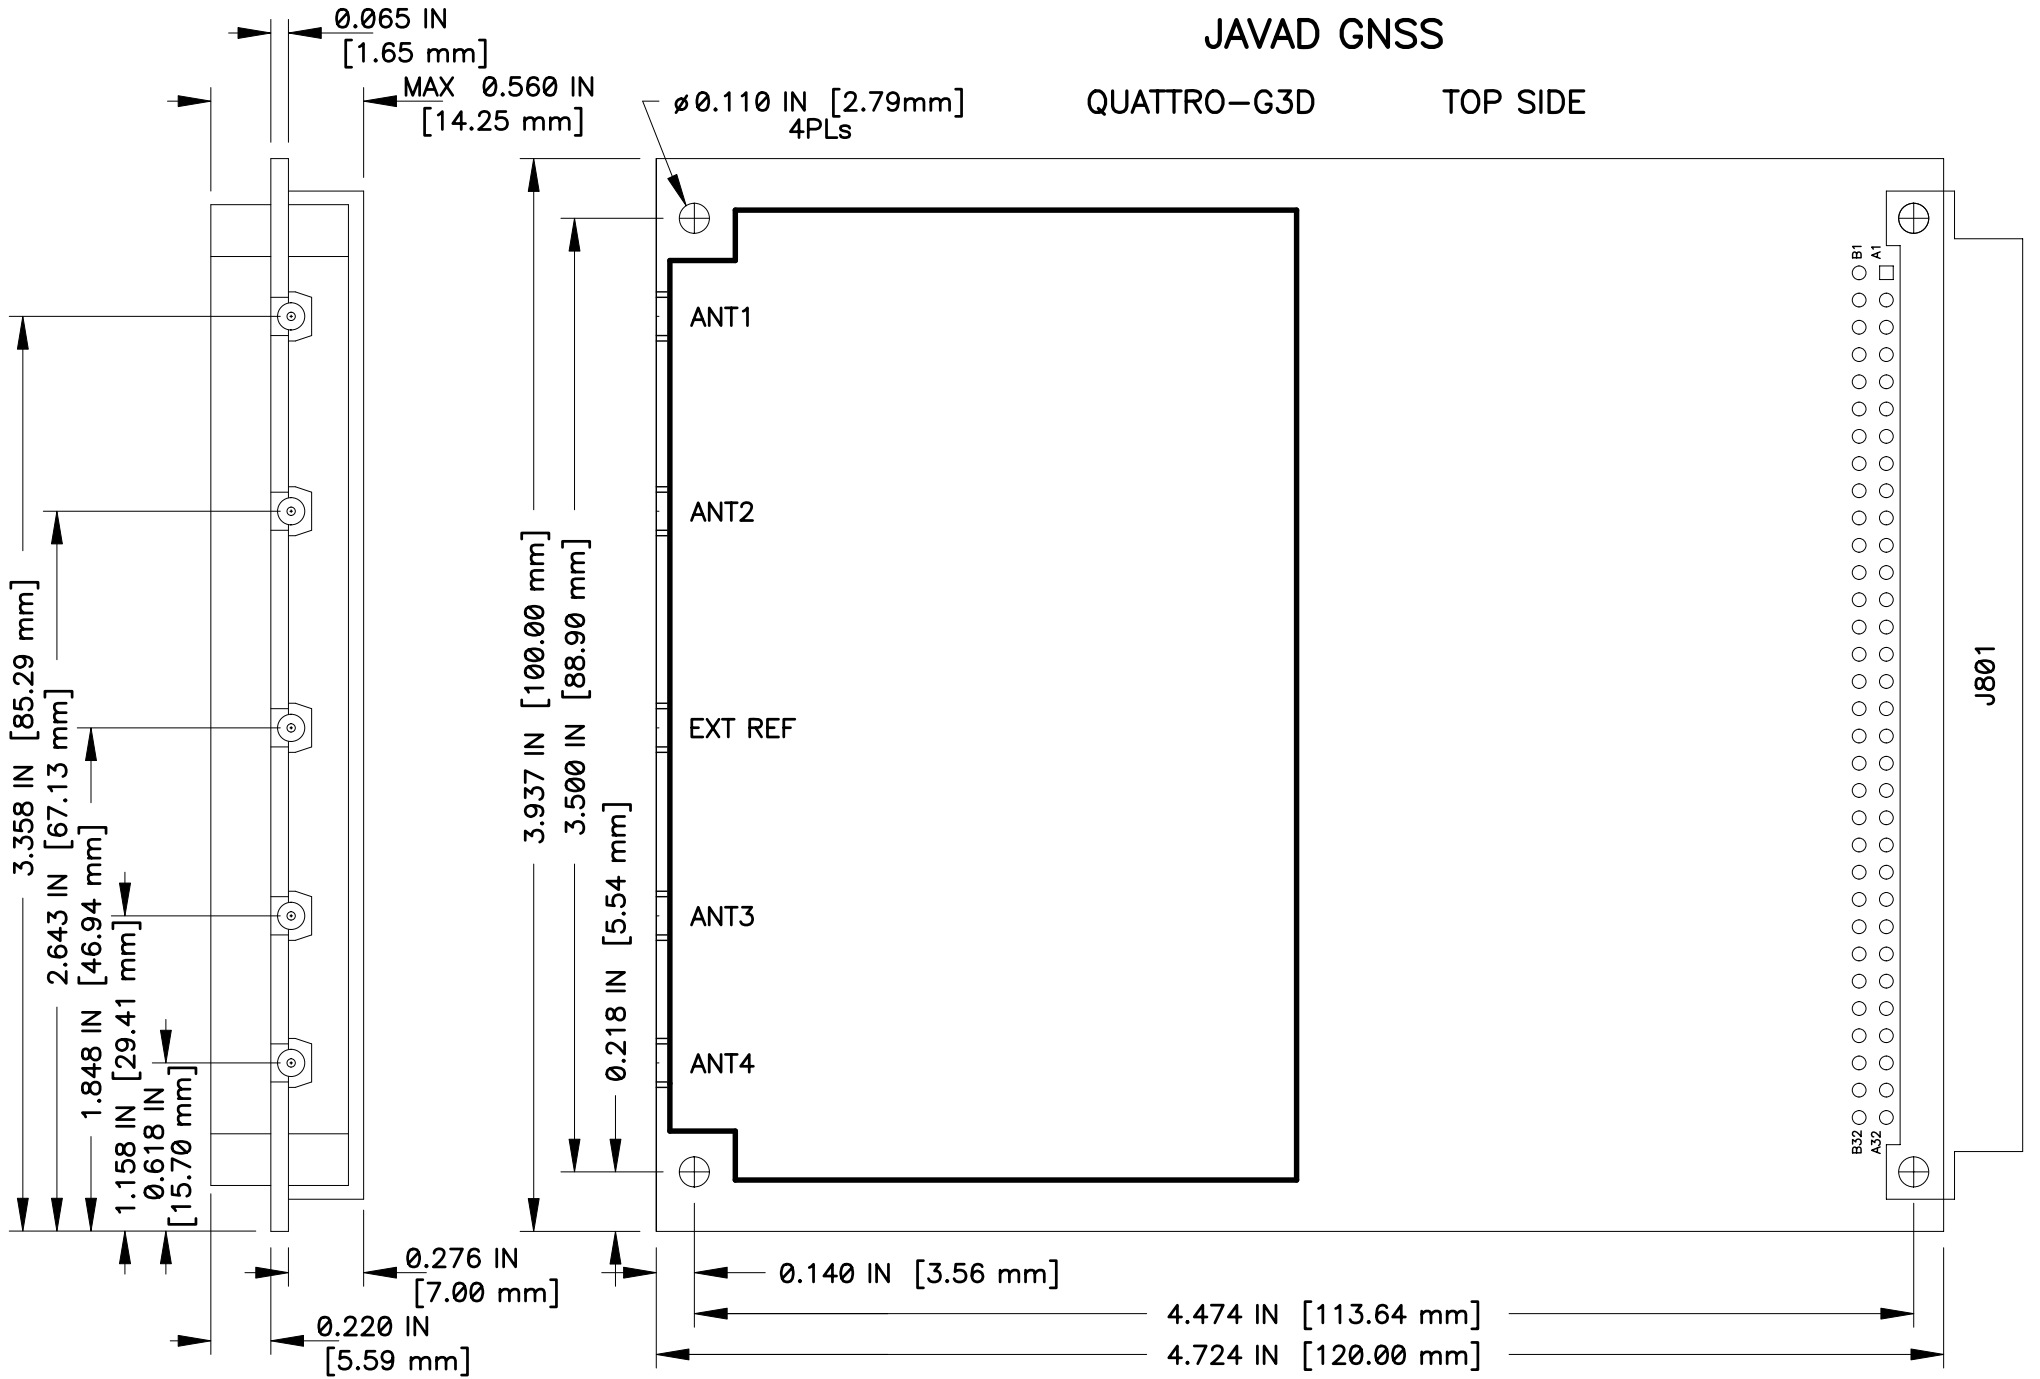 JAVAD GNSS
QUATTRO-G3D TOP SIDE
0.065 IN
[1.65 mm]
MAX 0.560 IN
[14.25 mm]
ø0.110 IN [2.79mm]
4PLs
B1
A1
ANT1
ANT2
EXT REF
ANT3
ANT4
J801
B32
A32
3.358 IN [85.29 mm]
2.643 IN [67.13 mm]
1.848 IN [46.94 mm]
1.158 IN [29.41 mm]
0.618 IN
[15.70 mm]
3.937 IN [100.00 mm]
3.500 IN [88.90 mm]
0.218 IN [5.54 mm]
0.276 IN
[7.00 mm]
0.220 IN
[5.59 mm]
0.140 IN [3.56 mm]
4.474 IN [113.64 mm]
4.724 IN [120.00 mm]